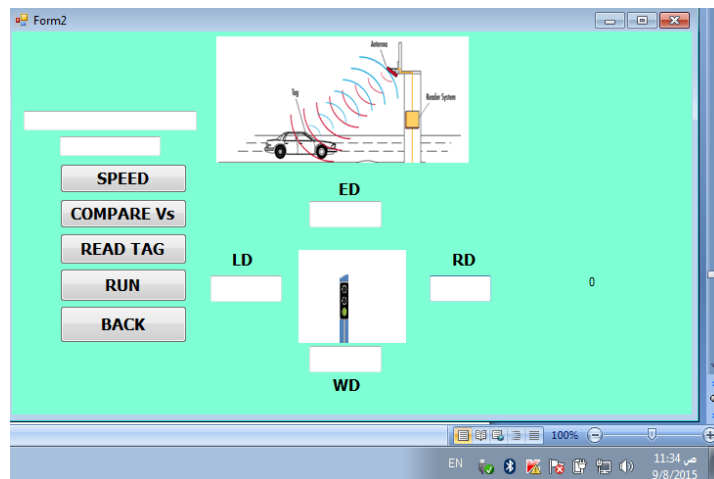 Form2
Antenna
Tag
Reader System
SPEED
COMPARE Vs
READ TAG
RUN
BACK
ED
LD
RD
0
WD
100%
EN
11:34 ص
9/8/2015